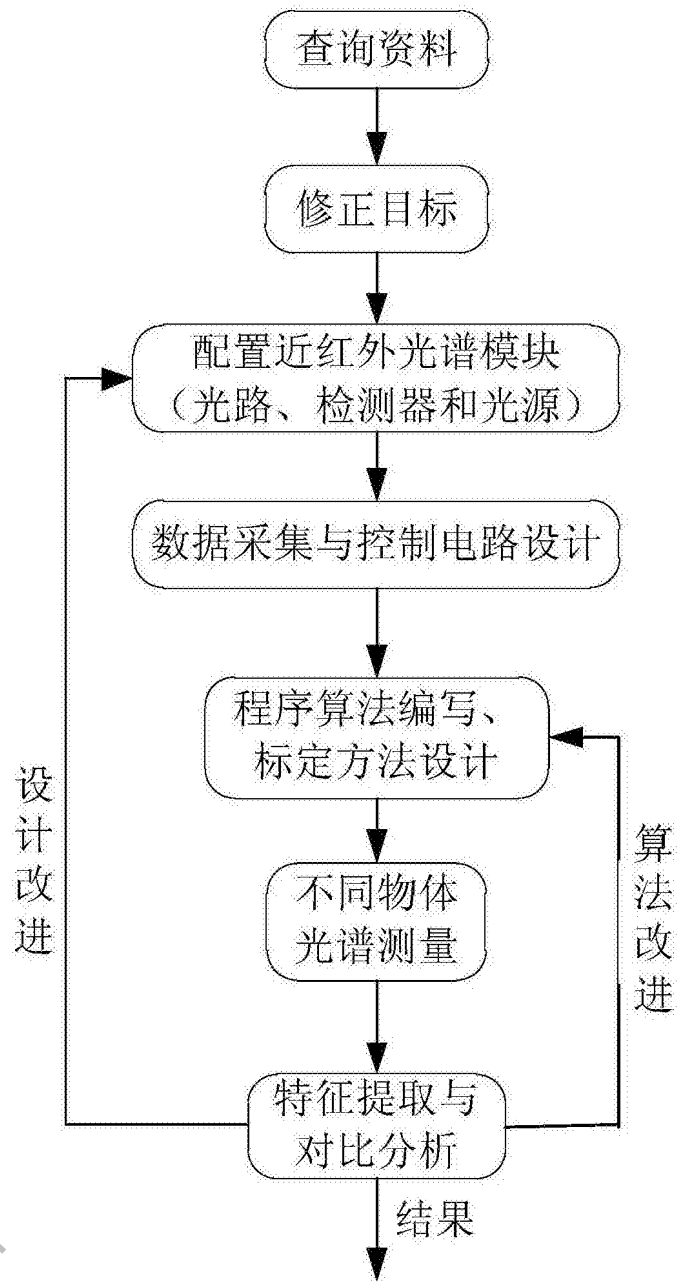 查询资料
修正目标
配置近红外光谱模块
（光路、检测器和光源）
数据采集与控制电路设计
程序算法编写、
标定方法设计
不同物体
光谱测量
特征提取与
对比分析
结果
设
计
改
进
算
法
改
进